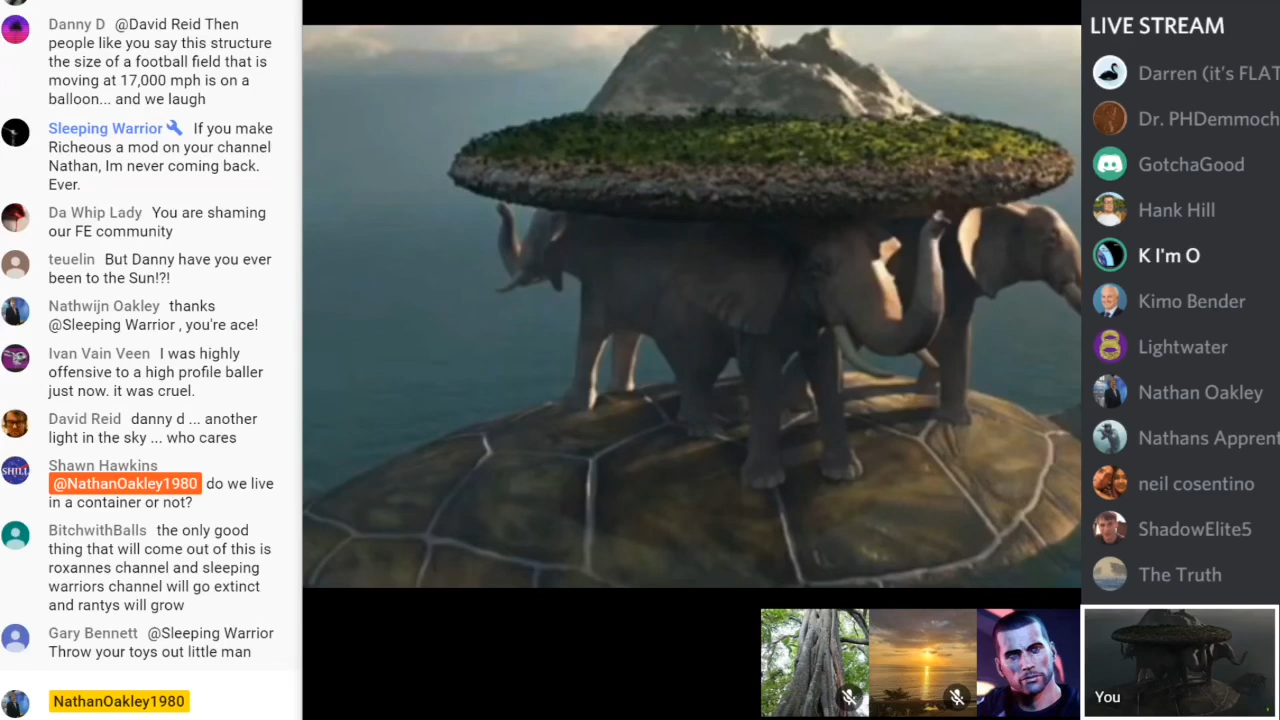 Danny D @David Reid Then
people like you say this structure
the size of a football field that is
moving at 17,000 mph is on a
balloon... and we laugh
Sleeping Warrior If you make
Richeous a mod on your channel
Nathan, Im never coming back.
Ever.
Da Whip Lady You are shaming
our FE community
teuelin But Danny have you ever
been to the Sun!?!
Nathwijn Oakley thanks
@Sleeping Warrior , you're ace!
Ivan Vain Veen I was highly
offensive to a high profile baller
just now. it was cruel.
David Reid danny d ... another
light in the sky ... who cares
SHILL
Shawn Hawkins
@NathanOakley1980 do we live
in a container or not?
BitchwithBalls the only good
thing that will come out of this is
roxannes channel and sleeping
warriors channel will go extinct
and rantys will grow
Gary Bennett @Sleeping Warrior
Throw your toys out little man
NathanOakley1980
LIVE STREAM
Darren (it's FLAT
Dr. PHDemmoch
GotchaGood
Hank Hill
K I'm O
Kimo Bender
Lightwater
Nathan Oakley
Nathans Apprent
neil cosentino
ShadowElite5
The Truth
You